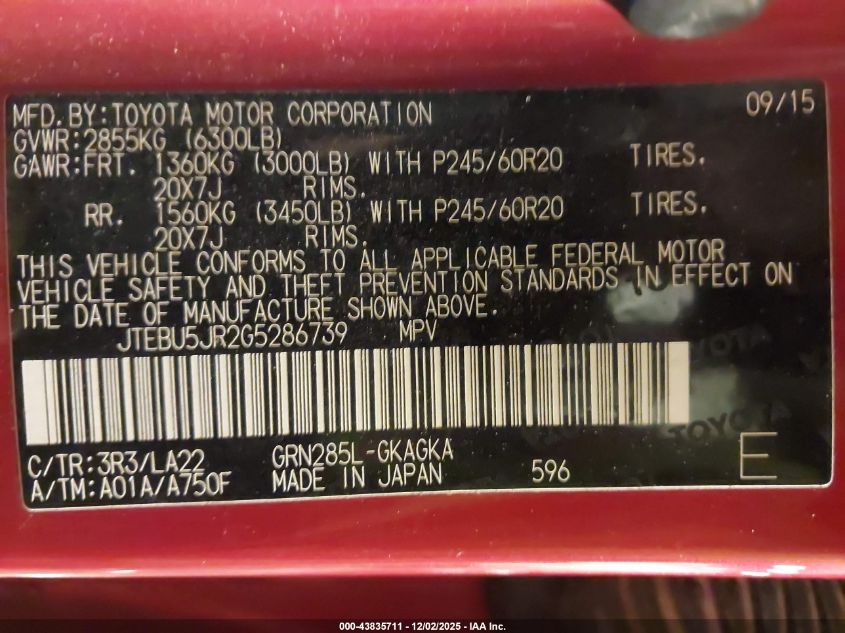 MFD.BY:TOYOTA MOTOR CORPORATION 09/15
GVWR:2855KG (6300LB)
GAWR:FRT. 1360KG (3000LB) WITH P245/60R20 TIRES.
20X7J RIMS.
RR. 1560KG (3450LB) WITH P245/60R20 TIRES.
20X7J RIMS.
THIS VEHICLE CONFORMS TO ALL APPLICABLE FEDERAL MOTOR
VEHICLE SAFETY AND THEFT PREVENTION STANDARDS IN EFFECT ON
THE DATE OF MANUFACTURE SHOWN ABOVE.
JTEBU5JR2G5286739 MPV
TOYOTA
TOYOTA
C/TR:3R3/LA22 GRN285L-GKAGKA E
A/TM:A01A/A750F MADE IN JAPAN 596
000-43835711 - 12/02/2025 - IAA Inc.